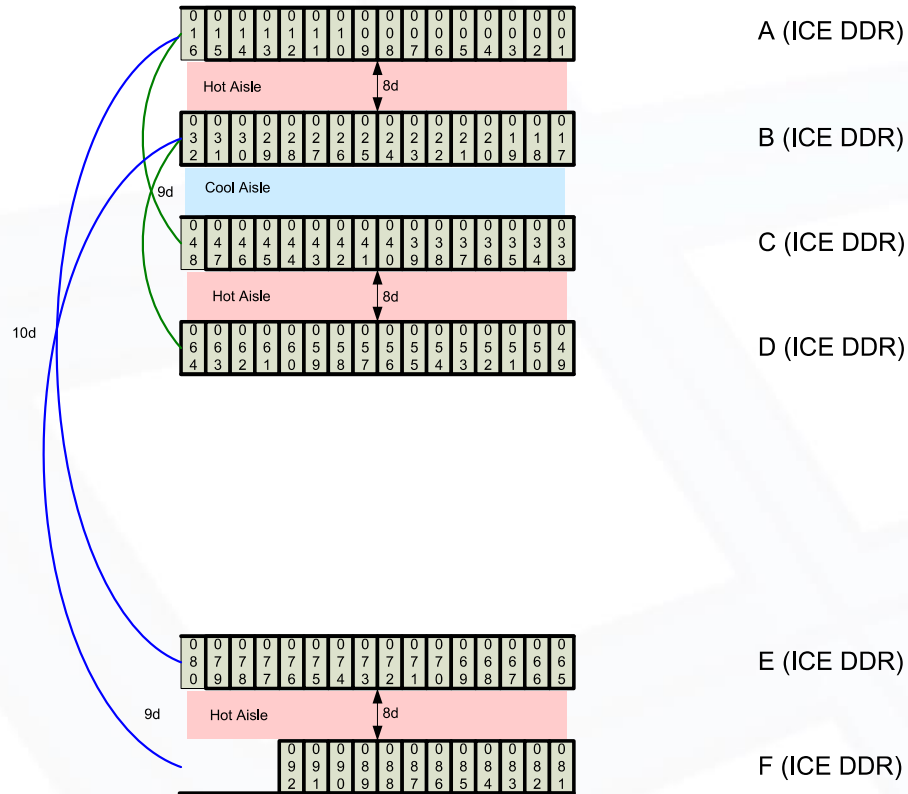 016 015 014 013 012 011 010 009 008 007 006 005 004 003 002 001
A (ICE DDR)
Hot Aisle
8d
032 031 030 029 028 027 026 025 024 023 022 021 020 019 018 017
B (ICE DDR)
9d
Cool Aisle
048 047 046 045 044 043 042 041 040 039 038 037 036 035 034 033
C (ICE DDR)
Hot Aisle
8d
10d
064 063 062 061 060 059 058 057 056 055 054 053 052 051 050 049
D (ICE DDR)
080 079 078 077 076 075 074 073 072 071 070 069 068 067 066 065
E (ICE DDR)
9d
Hot Aisle
8d
092 091 090 089 088 087 086 085 084 083 082 081
F (ICE DDR)